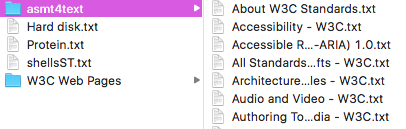 asmt4text
Hard disk.txt
Protein.txt
shellsST.txt
W3C Web Pages
About W3C Standards.txt
Accessibility - W3C.txt
Accessible R...-ARIA) 1.0.txt
All Standards...fts - W3C.txt
Architecture...les - W3C.txt
Audio and Video - W3C.txt
Authoring To...dia - W3C.txt